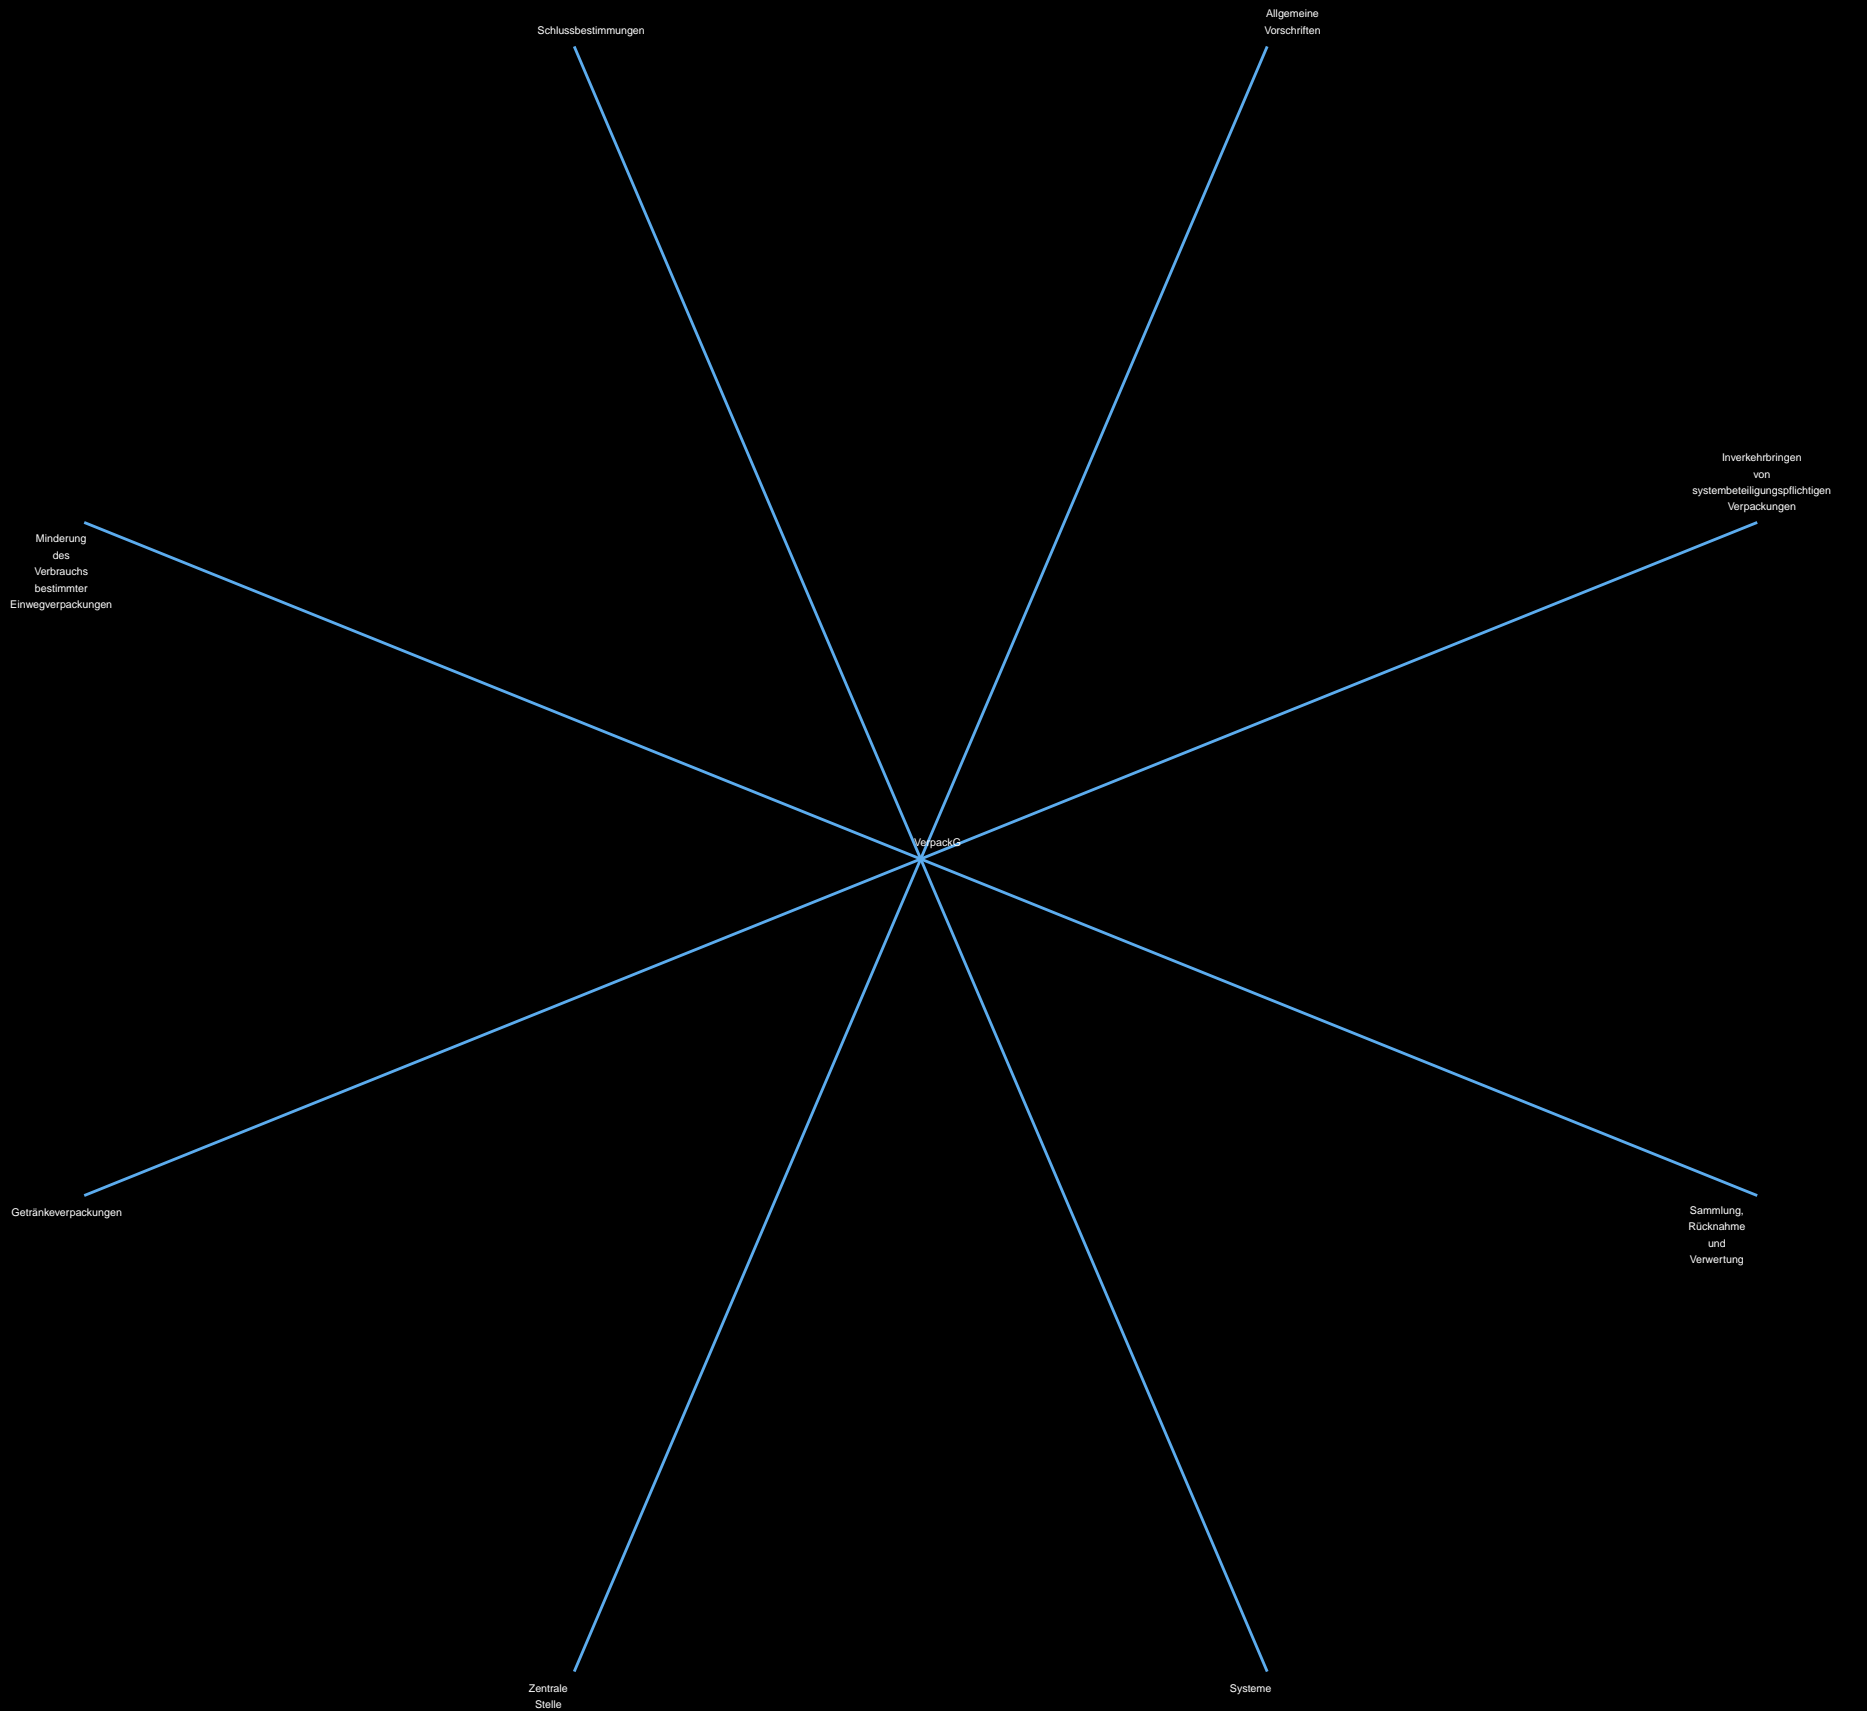 Schlussbestimmungen
Allgemeine
Vorschriften
Inverkehrbringen
von
systembeteiligungspflichtigen
Verpackungen
Minderung
des
Verbrauchs
bestimmter
Einwegverpackungen
VerpackG
Getränkeverpackungen
Sammlung,
Rücknahme
und
Verwertung
Zentrale
Stelle
Systeme